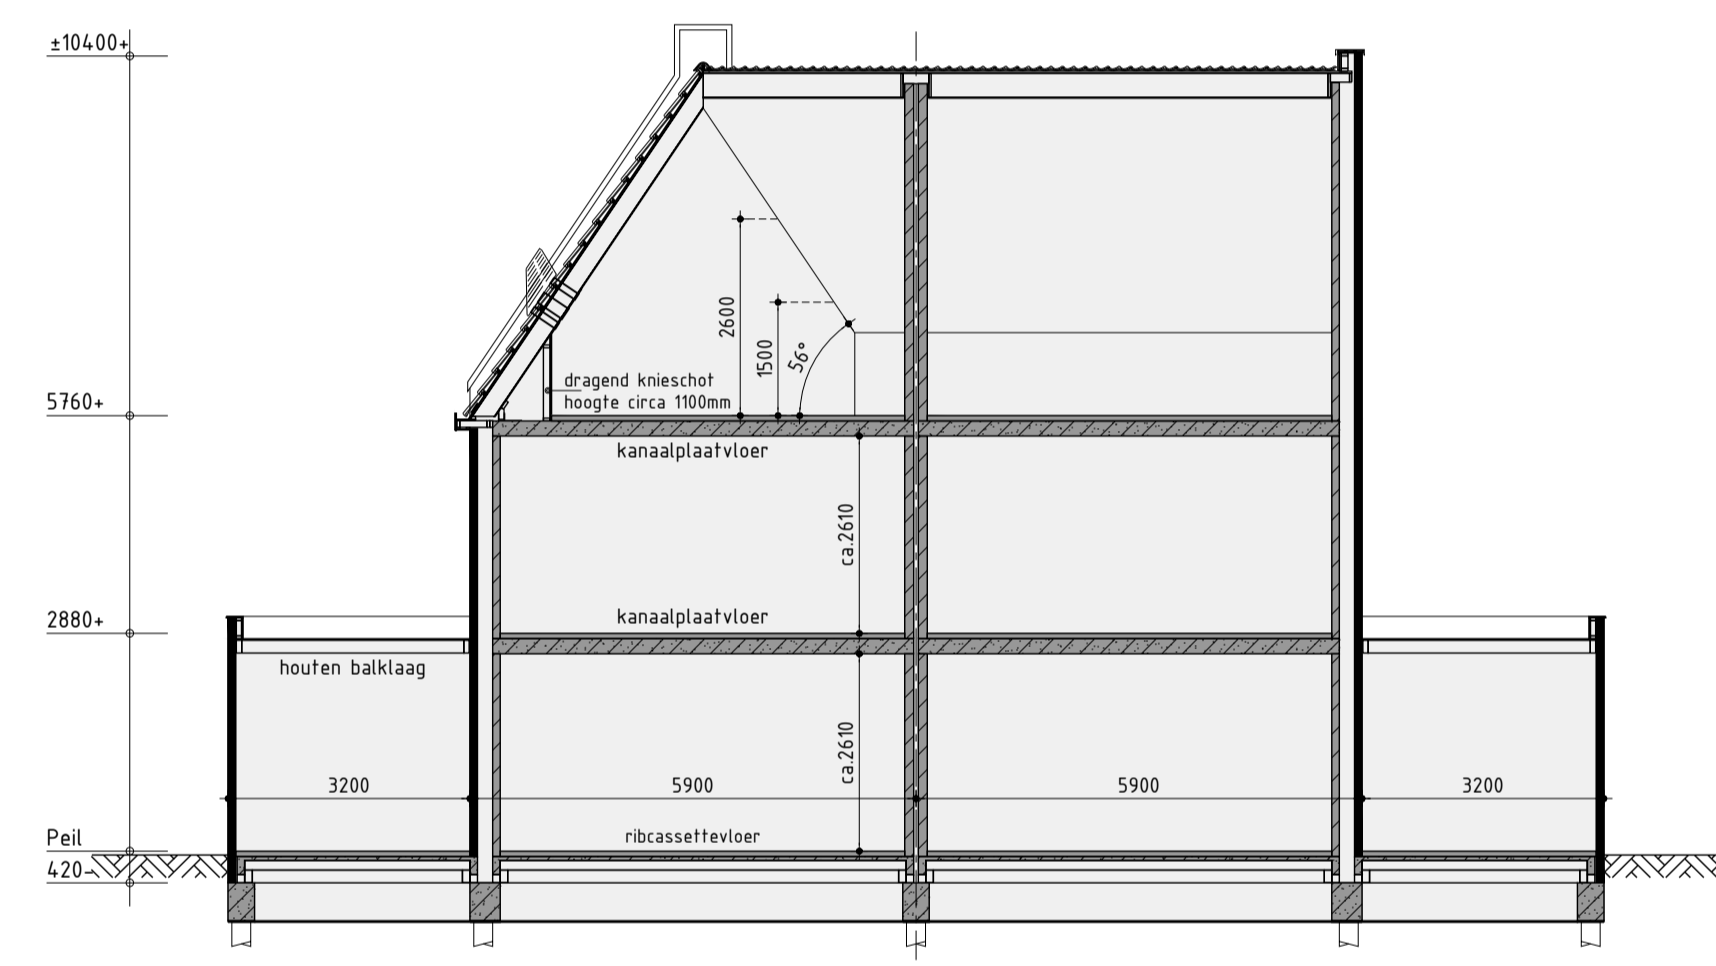 ±10400+
2600
1500
56°
dragend knieschot
hoogte circa 1100mm
5760+
kanaalplaatvloer
ca.2610
kanaalplaatvloer
2880+
houten balklaag
ca.2610
3200
5900
5900
3200
ribcassettevloer
Peil
420-